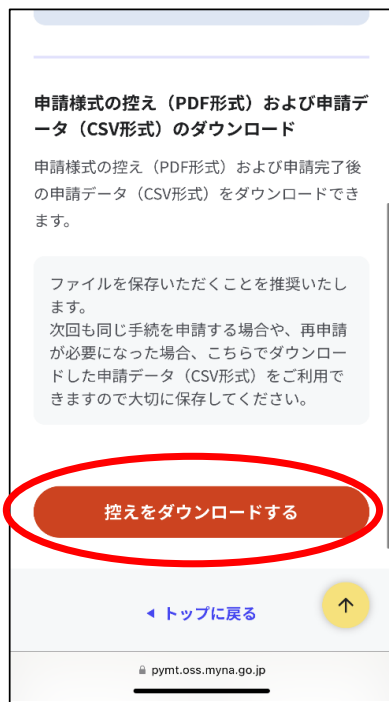 申請様式の控え（PDF形式）および申請デ
ータ（CSV形式）のダウンロード
申請様式の控え（PDF形式）および申請完了後
の申請データ（CSV形式）をダウンロードでき
ます。
ファイルを保存いただくことを推奨いたし
ます。
次回も同じ手続を申請する場合や、再申請
が必要になった場合、こちらでダウンロー
ドした申請データ（CSV形式）をご利用で
きますので大切に保存してください。
控えをダウンロードする
トップに戻る
pymt.oss.myna.go.jp